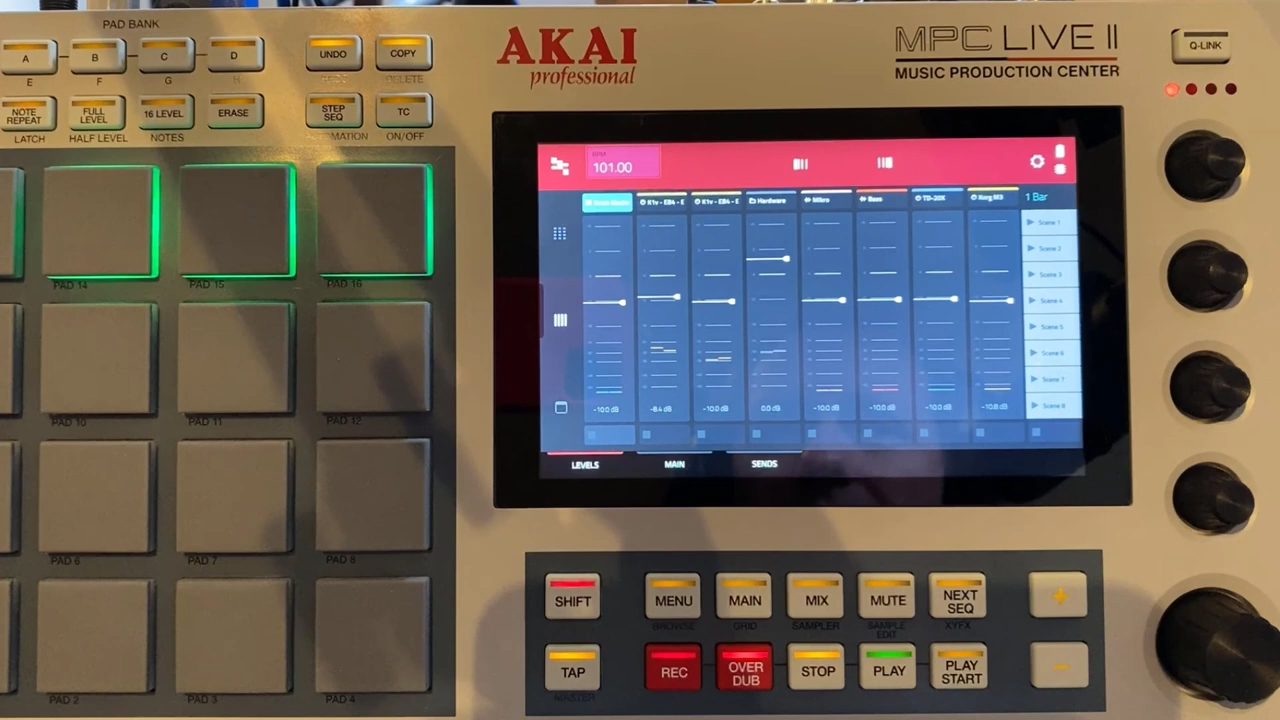 PAD BANK
A B C D
E F G H
UNDO COPY
DELETE
NOTE REPEAT
FULL LEVEL
16 LEVEL
ERASE
STEP SEQ
TC
LATCH HALF LEVEL NOTES
ON/OFF
AKAI
professional
MPC LIVE II
MUSIC PRODUCTION CENTER
Q-LINK
BPM
101.00
K1v - EB4 - E
K1v - EB4 - E
Hardware
Mikro
Bass
TD-20X
Korg M3
1 Bar
Scene 1
Scene 2
Scene 3
Scene 4
Scene 5
Scene 6
Scene 7
Scene 8
-10.0 dB -8.4 dB -10.0 dB 0.0 dB -10.0 dB -10.0 dB -10.0 dB -10.8 dB
LEVELS MAIN SENDS
PAD 14 PAD 15 PAD 16
PAD 10 PAD 11 PAD 12
PAD 6 PAD 7 PAD 8
PAD 2 PAD 3 PAD 4
SHIFT MENU MAIN MIX MUTE NEXT SEQ +
BROWSE GRID SAMPLER SAMPLE EDIT XYFX
TAP REC OVER DUB STOP PLAY PLAY START -
MASTER